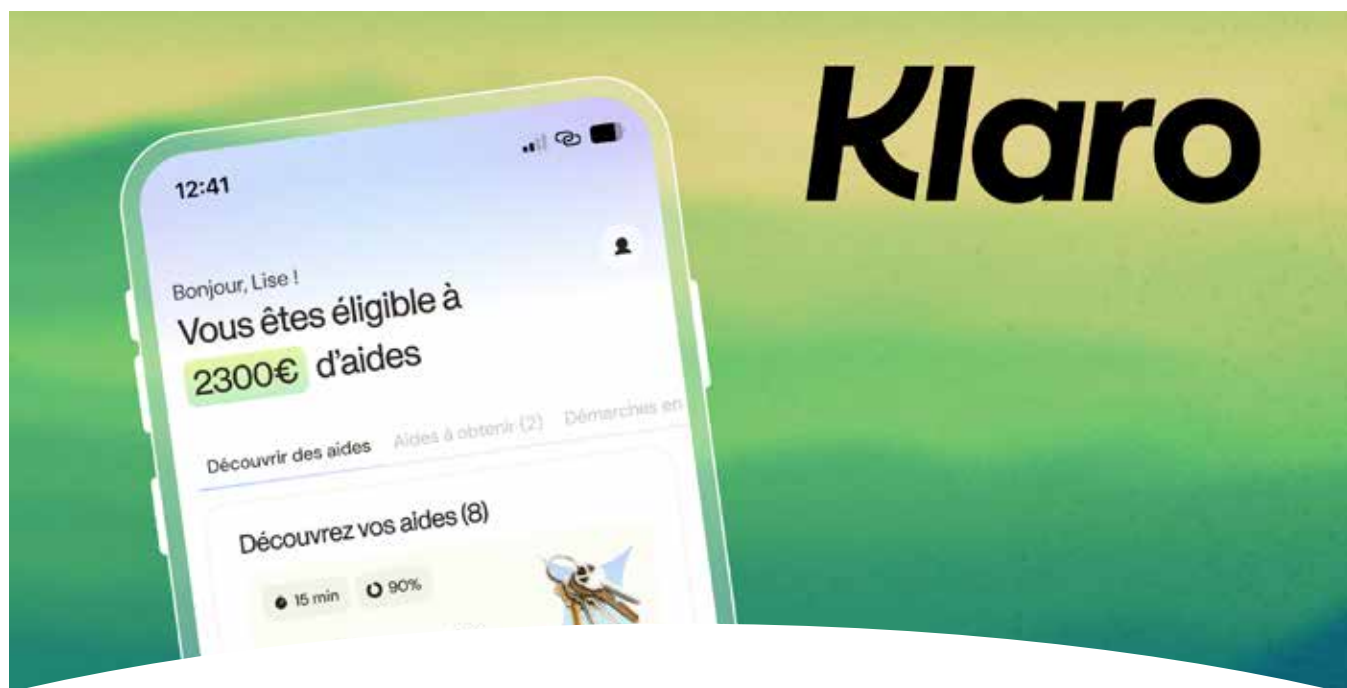 Klaro
12:41
Bonjour, Lise !
Vous êtes éligible à
2300€ d'aides
Découvrir des aides Aides à obtenir (2) Démarches en
Découvrez vos aides (8)
15 min 90%